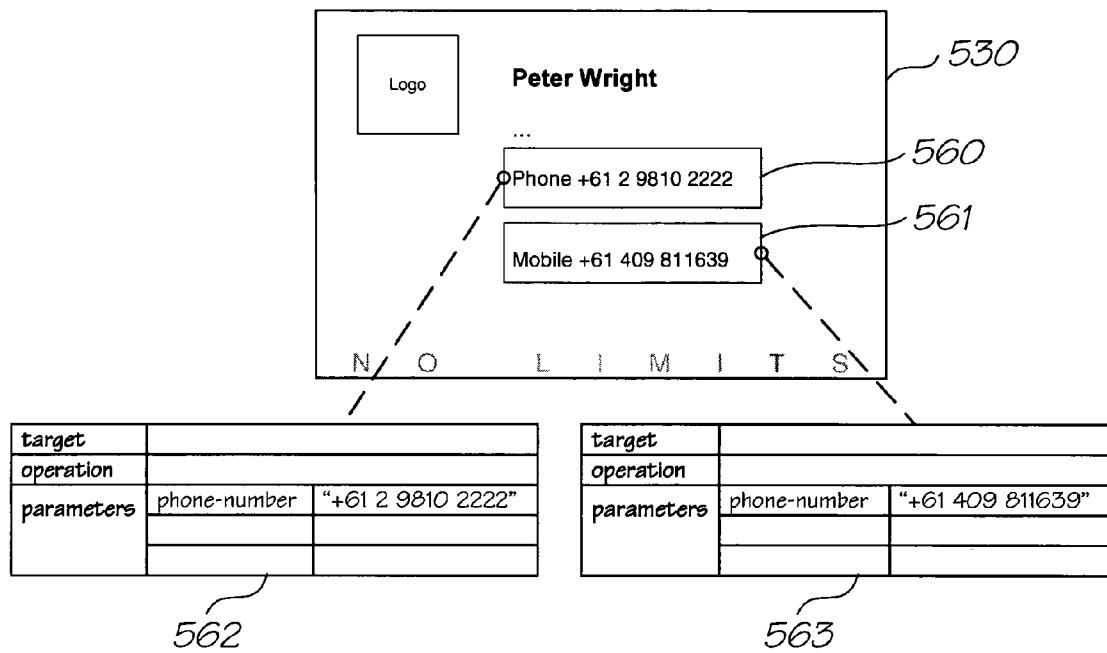 Logo
Peter Wright
530
...
Phone +61 2 9810 2222
560
561
Mobile +61 409 811639
N O L I M I T S
target
operation
parameters phone-number "+61 2 9810 2222"
562
target
operation
parameters phone-number "+61 409 811639"
563